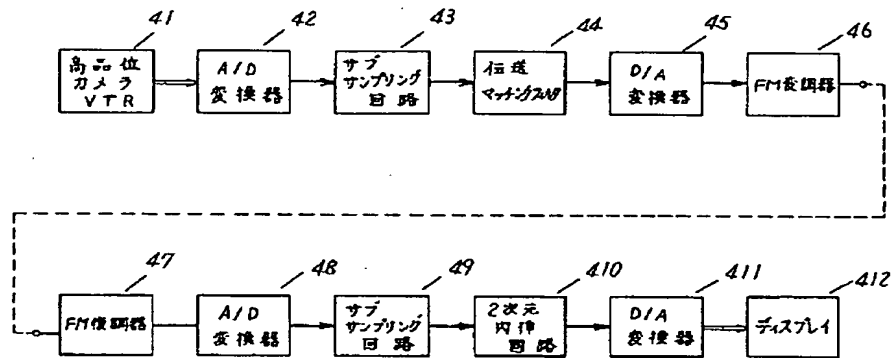 41
42
43
44
45
46
高品位
カメラ
VTR
A/D
変換器
サブ
サンプリング
回路
伝送
マッチングフィルタ
D/A
変換器
FM変調器
47
48
49
410
411
412
FM復調器
A/D
変換器
サブ
サンプリング
回路
2次元
内挿
回路
D/A
変換器
ディスプレイ